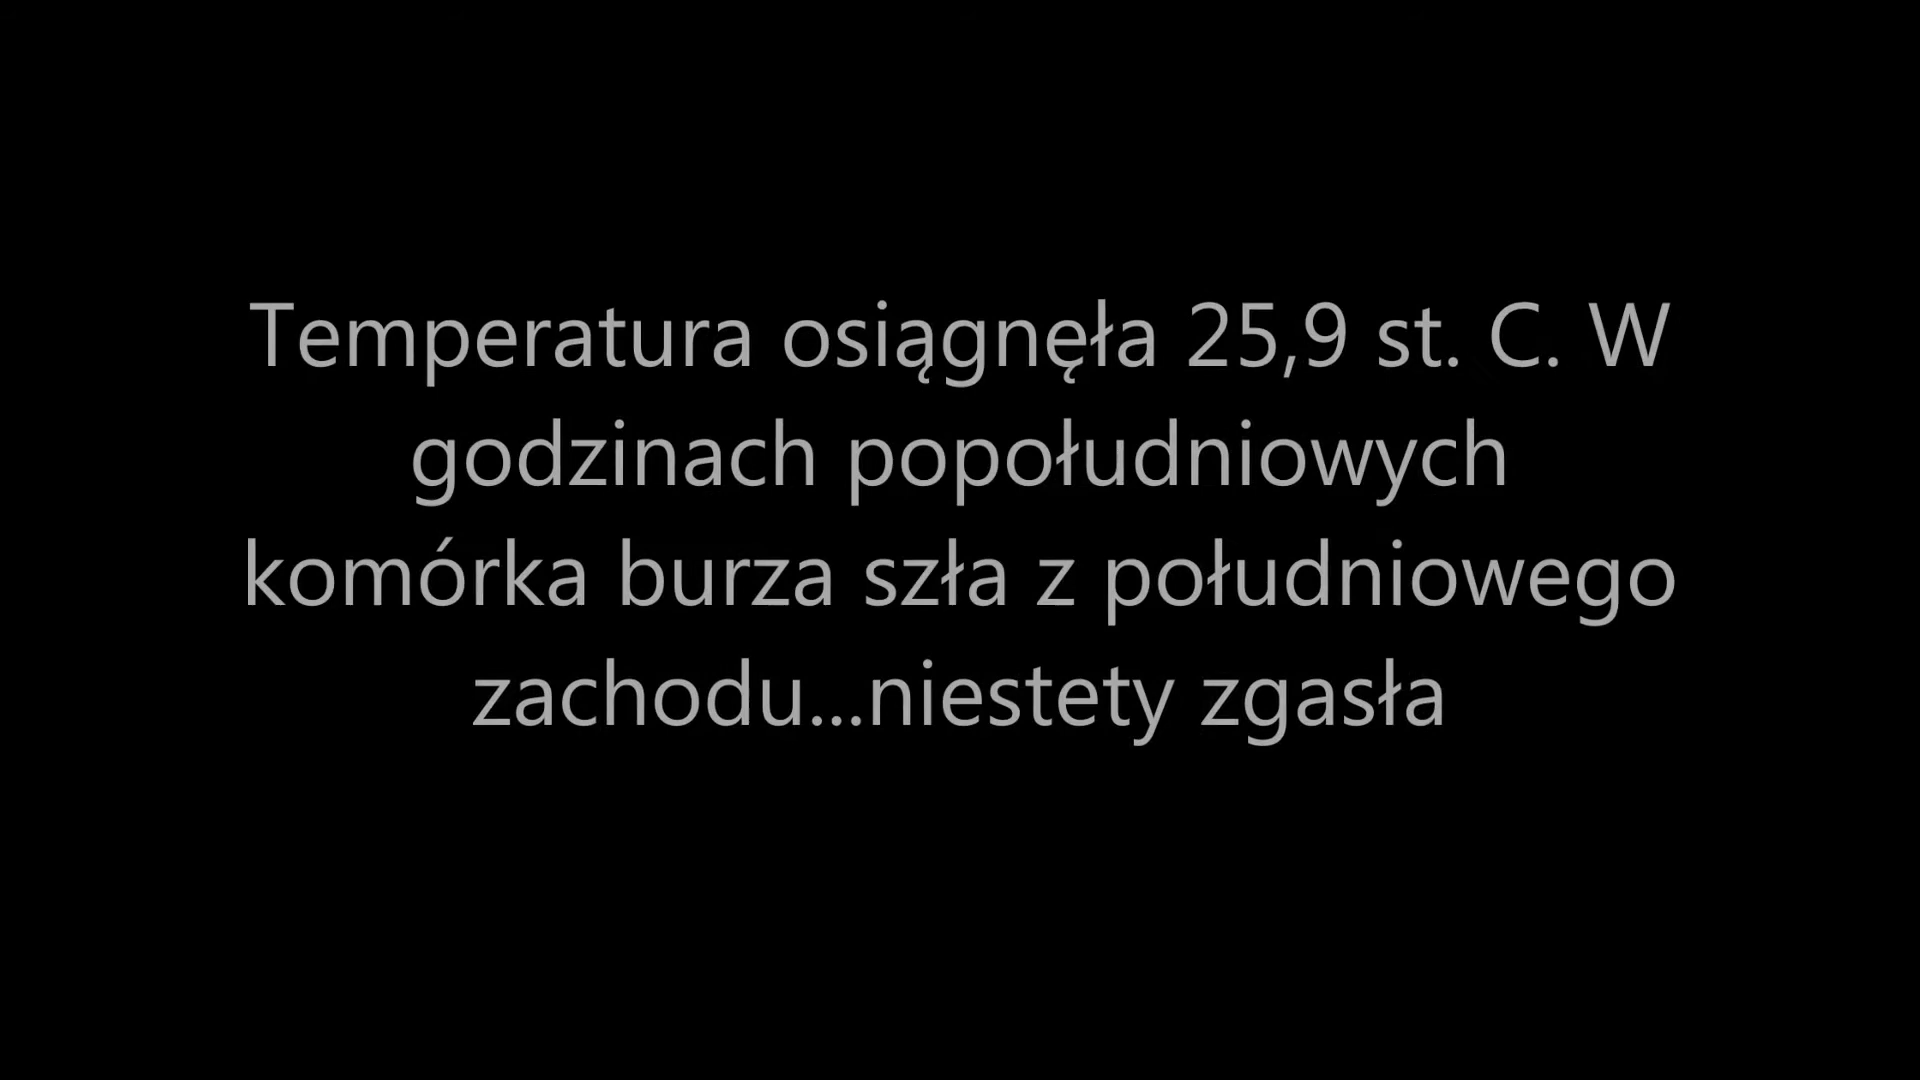 Temperatura osiągnęła 25,9 st. C. W
godzinach popołudniowych
komórka burza szła z południowego
zachodu...niestety zgasła